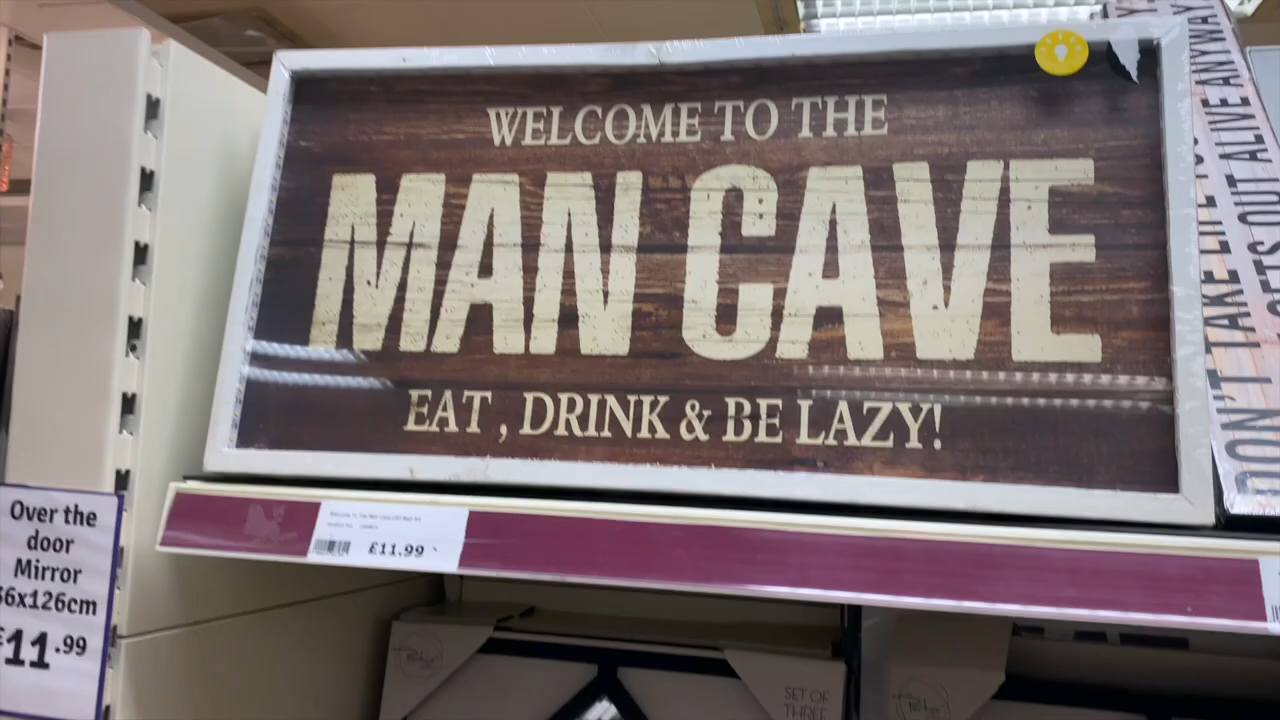 WELCOME TO THE
MAN CAVE
EAT , DRINK & BE LAZY!
£11.99
Over the
door
Mirror
36x126cm
£11.99
DON'T TAKE LIFE
GETS OUT ALIVE ANYWAY
SET OF
THREE